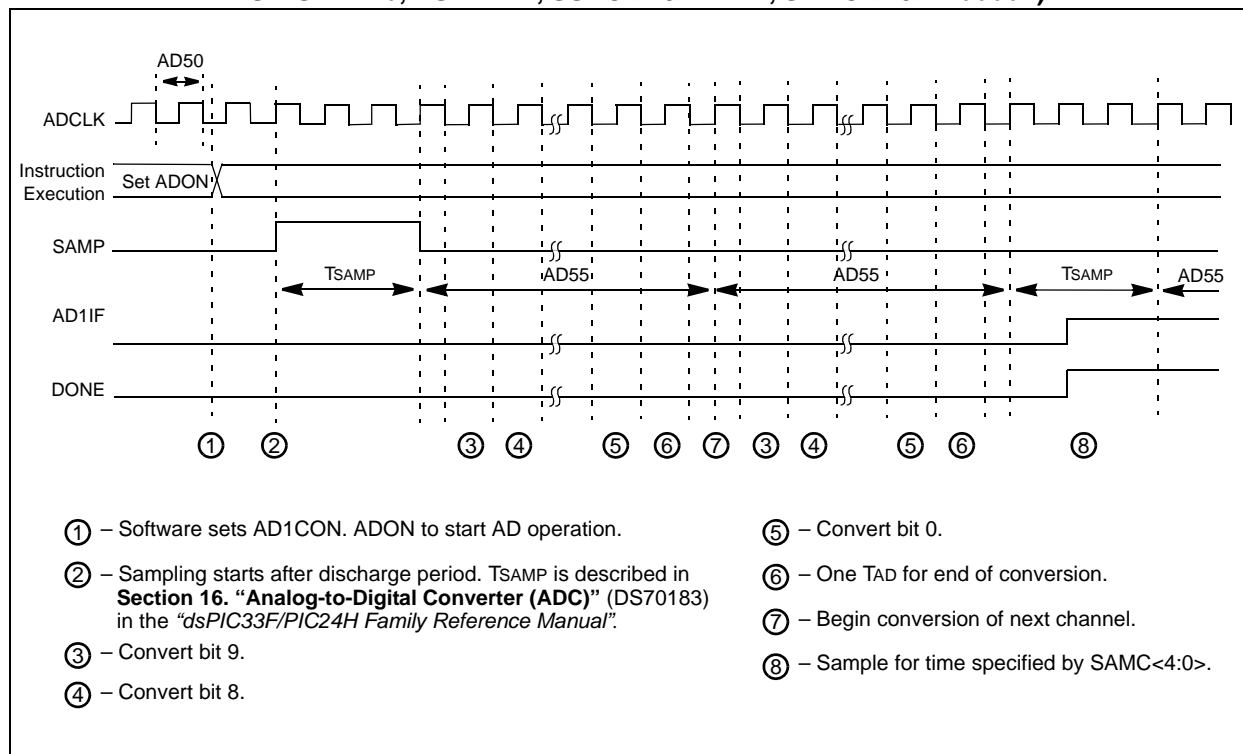 AD50
ADCLK
Instruction
Execution
Set ADON
SAMP
TSAMP
AD55
AD55
TSAMP
AD55
AD1IF
DONE
1 2 3 4 5 6 7 3 4 5 6 8
1 – Software sets AD1CON. ADON to start AD operation.
2 – Sampling starts after discharge period. TSAMP is described in
Section 16. “Analog-to-Digital Converter (ADC)” (DS70183)
in the “dsPIC33F/PIC24H Family Reference Manual”.
3 – Convert bit 9.
4 – Convert bit 8.
5 – Convert bit 0.
6 – One TAD for end of conversion.
7 – Begin conversion of next channel.
8 – Sample for time specified by SAMC<4:0>.